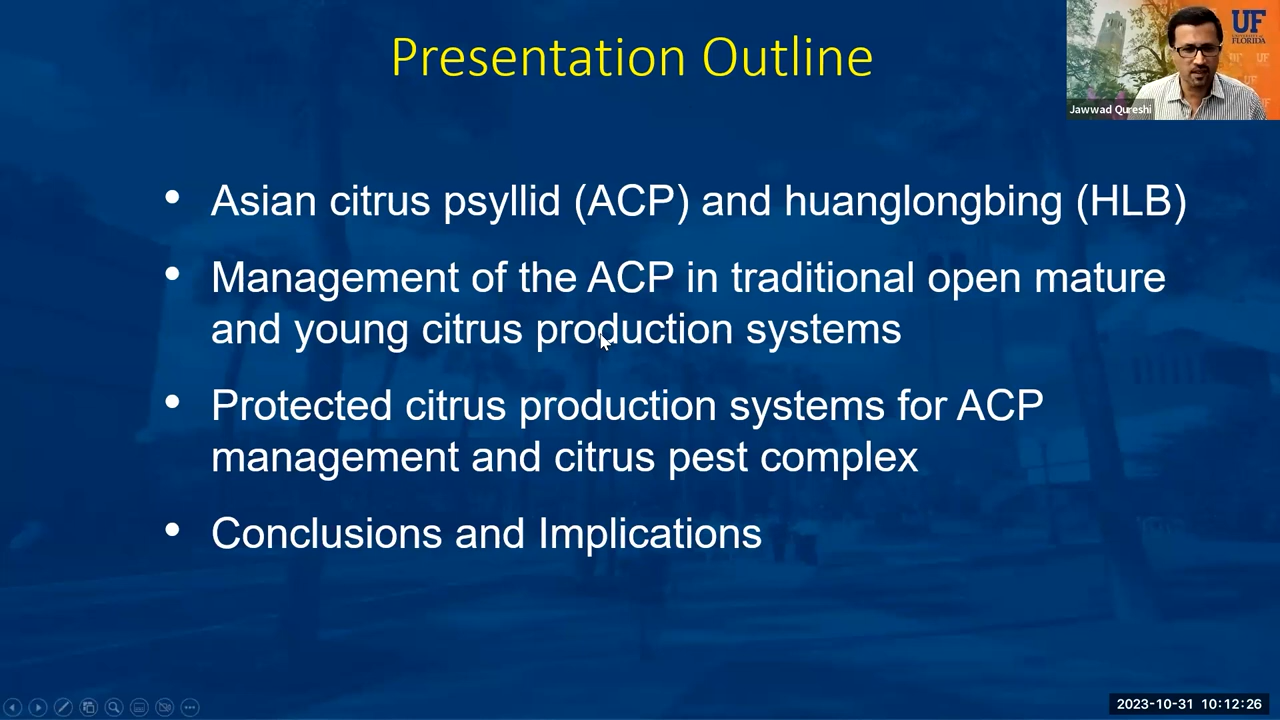 Presentation Outline
UF
UNIVERSITY of
FLORIDA
Jawwad Qureshi
• Asian citrus psyllid (ACP) and huanglongbing (HLB)
• Management of the ACP in traditional open mature
and young citrus production systems
• Protected citrus production systems for ACP
management and citrus pest complex
• Conclusions and Implications
2023-10-31 10:12:26